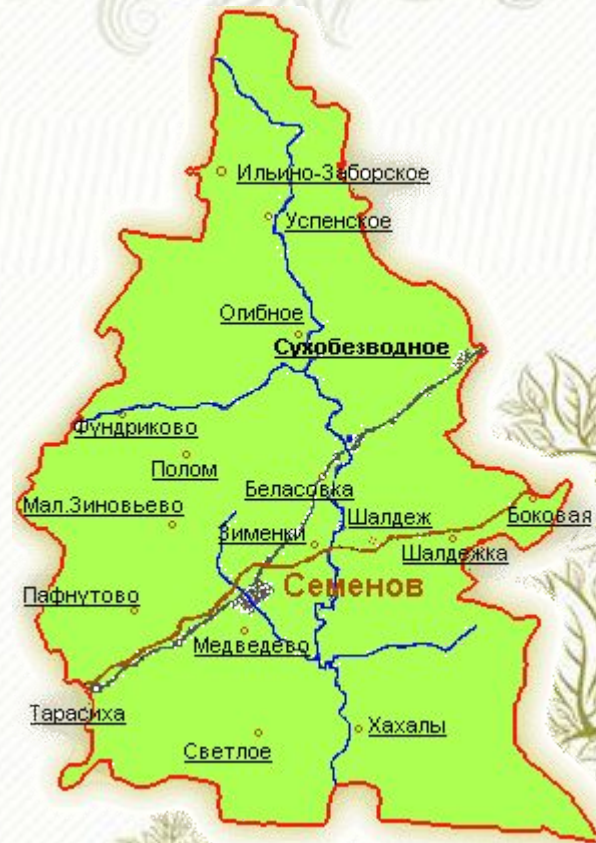 Ильино-Заборское
Успенское
Огибное
Сухобезводное
Фундриково
Полом
Беласовка
Мал.Зиновьево
Шалдеж
Боковая
Зименки
Шалдежка
Семенов
Пафнутово
Медведево
Тарасиха
Хахалы
Светлое